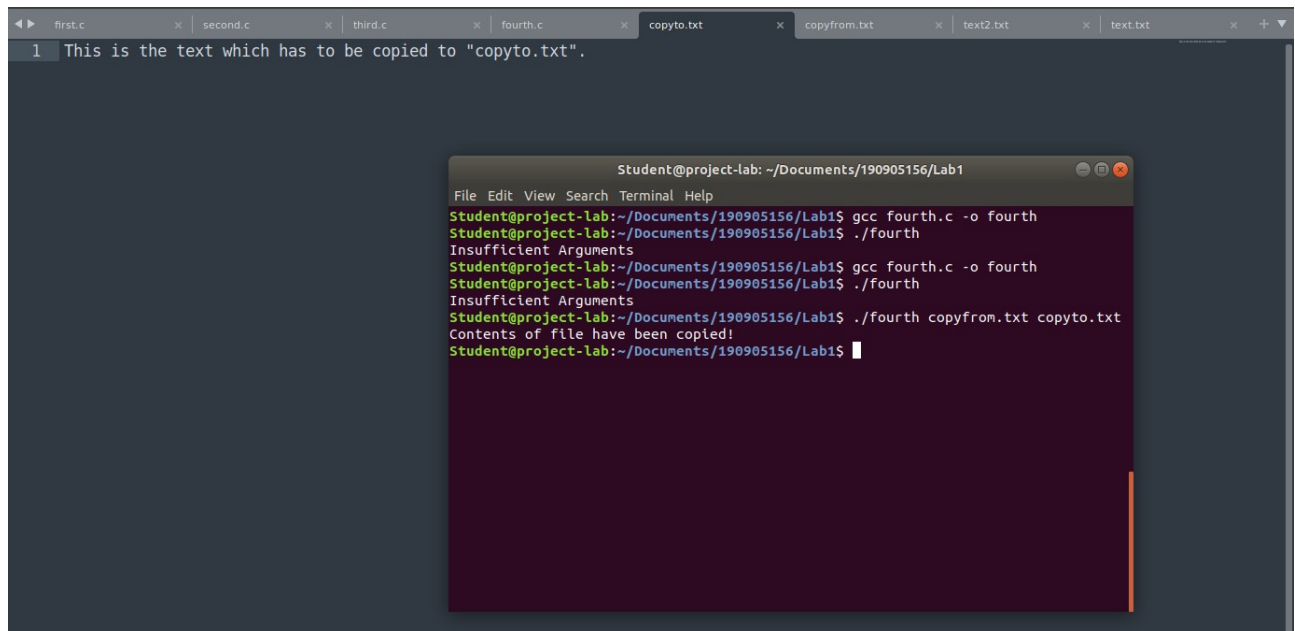 first.c second.c third.c fourth.c copyto.txt copyfrom.txt text2.txt text.txt
1 This is the text which has to be copied to "copyto.txt".
Student@project-lab: ~/Documents/190905156/Lab1
File Edit View Search Terminal Help
Student@project-lab:~/Documents/190905156/Lab1$ gcc fourth.c -o fourth
Student@project-lab:~/Documents/190905156/Lab1$ ./fourth
Insufficient Arguments
Student@project-lab:~/Documents/190905156/Lab1$ gcc fourth.c -o fourth
Student@project-lab:~/Documents/190905156/Lab1$ ./fourth
Insufficient Arguments
Student@project-lab:~/Documents/190905156/Lab1$ ./fourth copyfrom.txt copyto.txt
Contents of file have been copied!
Student@project-lab:~/Documents/190905156/Lab1$